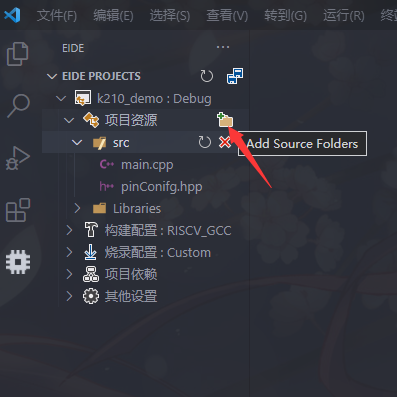 文件(F) 编辑(E) 选择(S) 查看(V) 转到(G) 运行(R) 终
EIDE
EIDE PROJECTS
k210_demo : Debug
项目资源
src
Add Source Folders
main.cpp
pinConifg.hpp
Libraries
构建配置 : RISCV_GCC
烧录配置 : Custom
项目依赖
其他设置